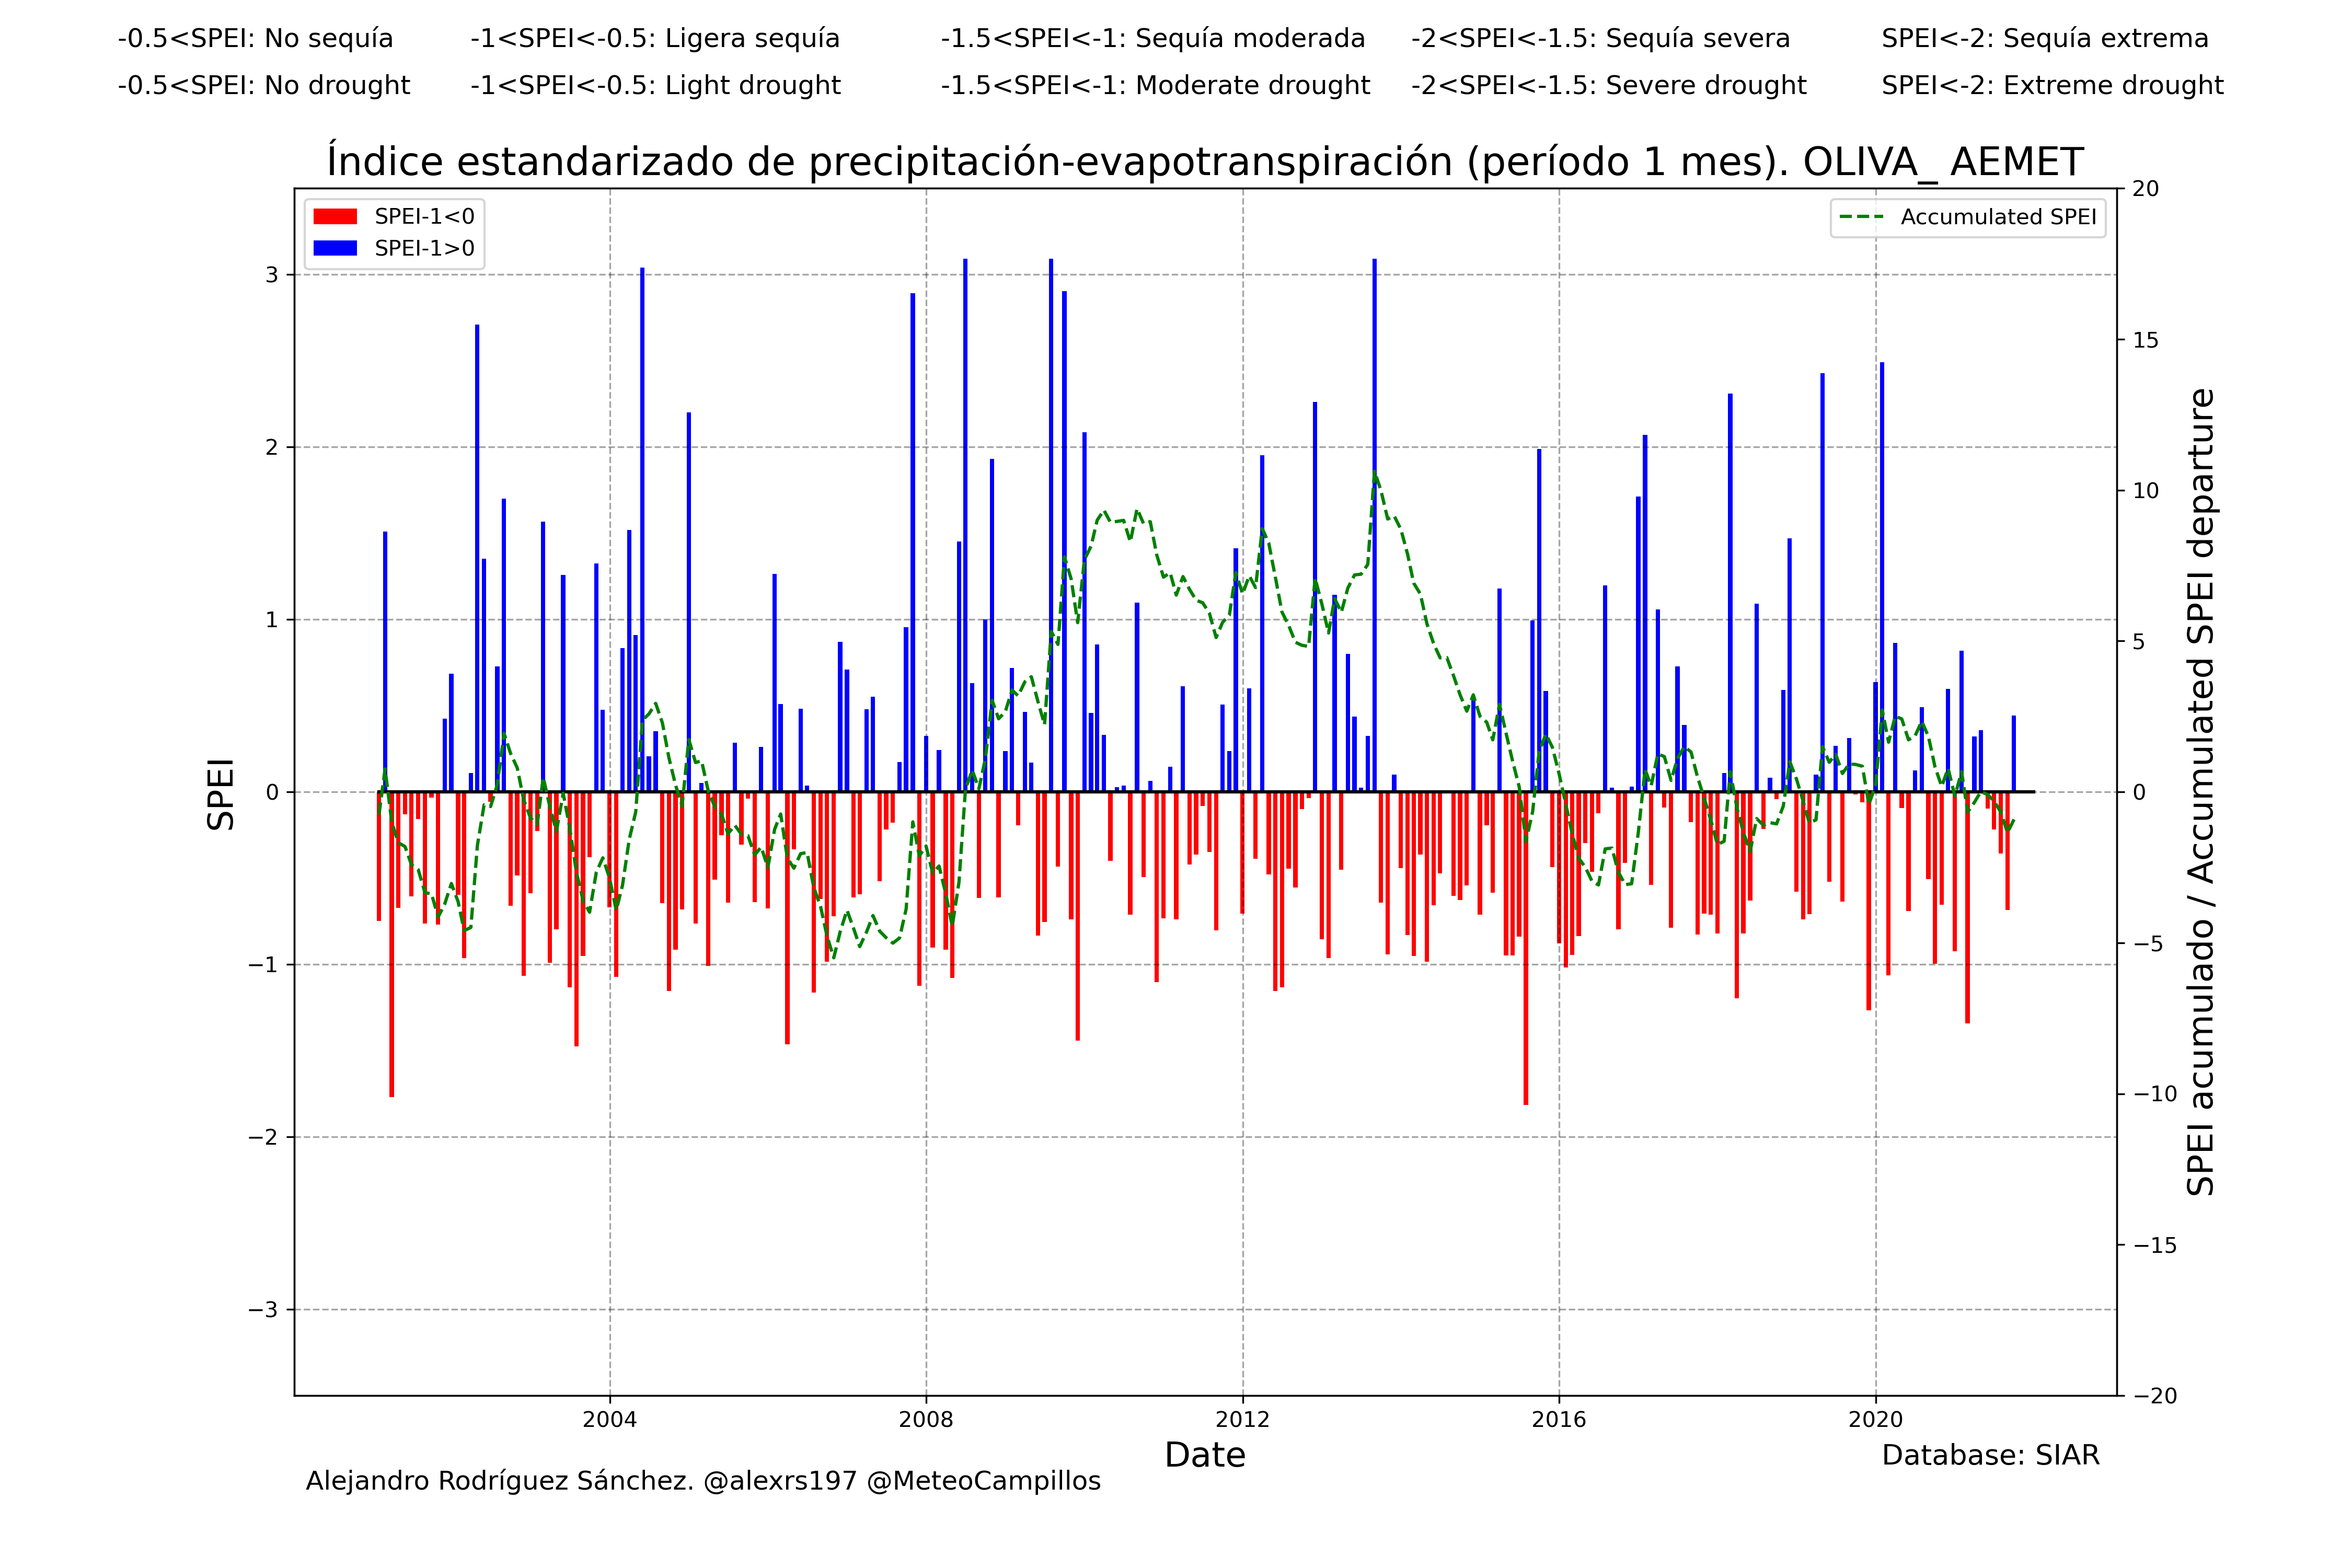 -0.5<SPEI: No sequía -1<SPEI<-0.5: Ligera sequía -1.5<SPEI<-1: Sequía moderada -2<SPEI<-1.5: Sequía severa SPEI<-2: Sequía extrema
-0.5<SPEI: No drought -1<SPEI<-0.5: Light drought -1.5<SPEI<-1: Moderate drought -2<SPEI<-1.5: Severe drought SPEI<-2: Extreme drought
Índice estandarizado de precipitación-evapotranspiración (período 1 mes). OLIVA_ AEMET
SPEI-1<0
SPEI-1>0
Accumulated SPEI
SPEI
3
2
1
0
−1
−2
−3
20
15
10
5
0
−5
−10
−15
−20
SPEI acumulado / Accumulated SPEI departure
2004 2008 2012 2016 2020
Date
Database: SIAR
Alejandro Rodríguez Sánchez. @alexrs197 @MeteoCampillos